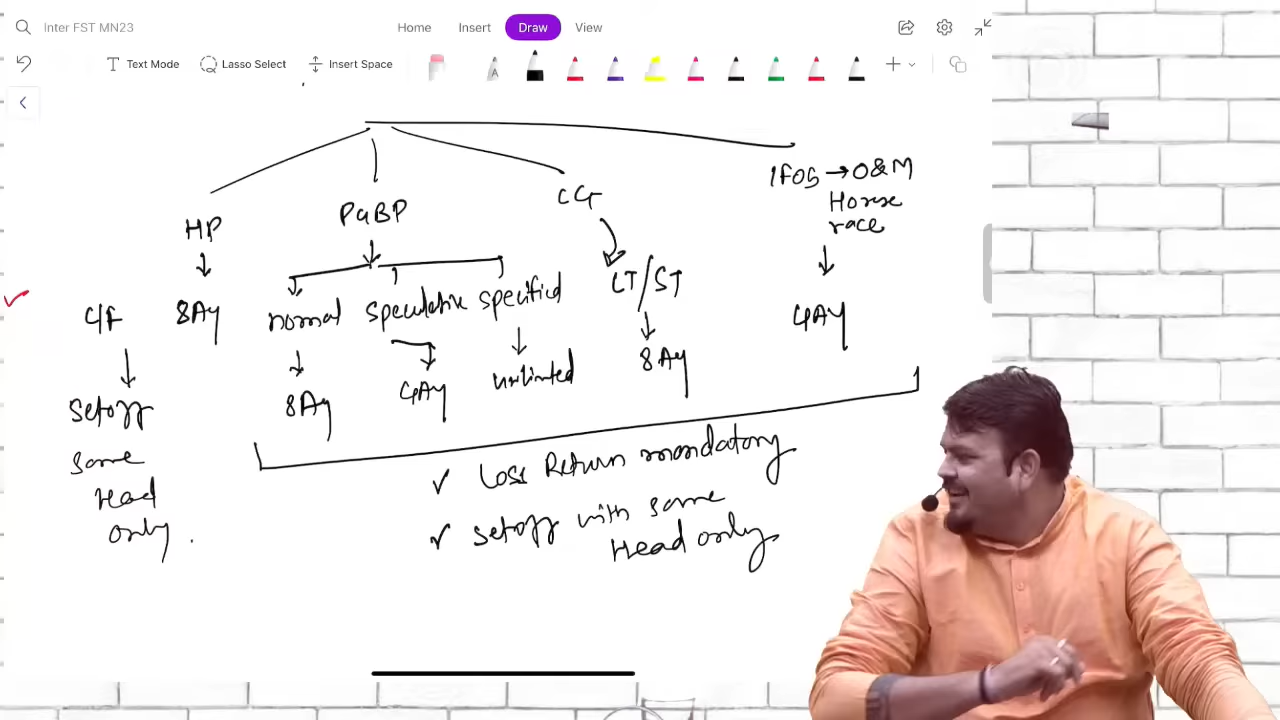 Inter FST MN23
Home Insert Draw View
Text Mode Lasso Select Insert Space
A
IFOS → O & M
Horse
race
HP
PGBP
CG
C/F
8AY
normal
speculative
specified
LT/ST
4AY
8AY
4AY
unlimited
8AY
Setoff
same
Head
only.
✓ Loss Return mandatory
✓ setoff with same
Head only